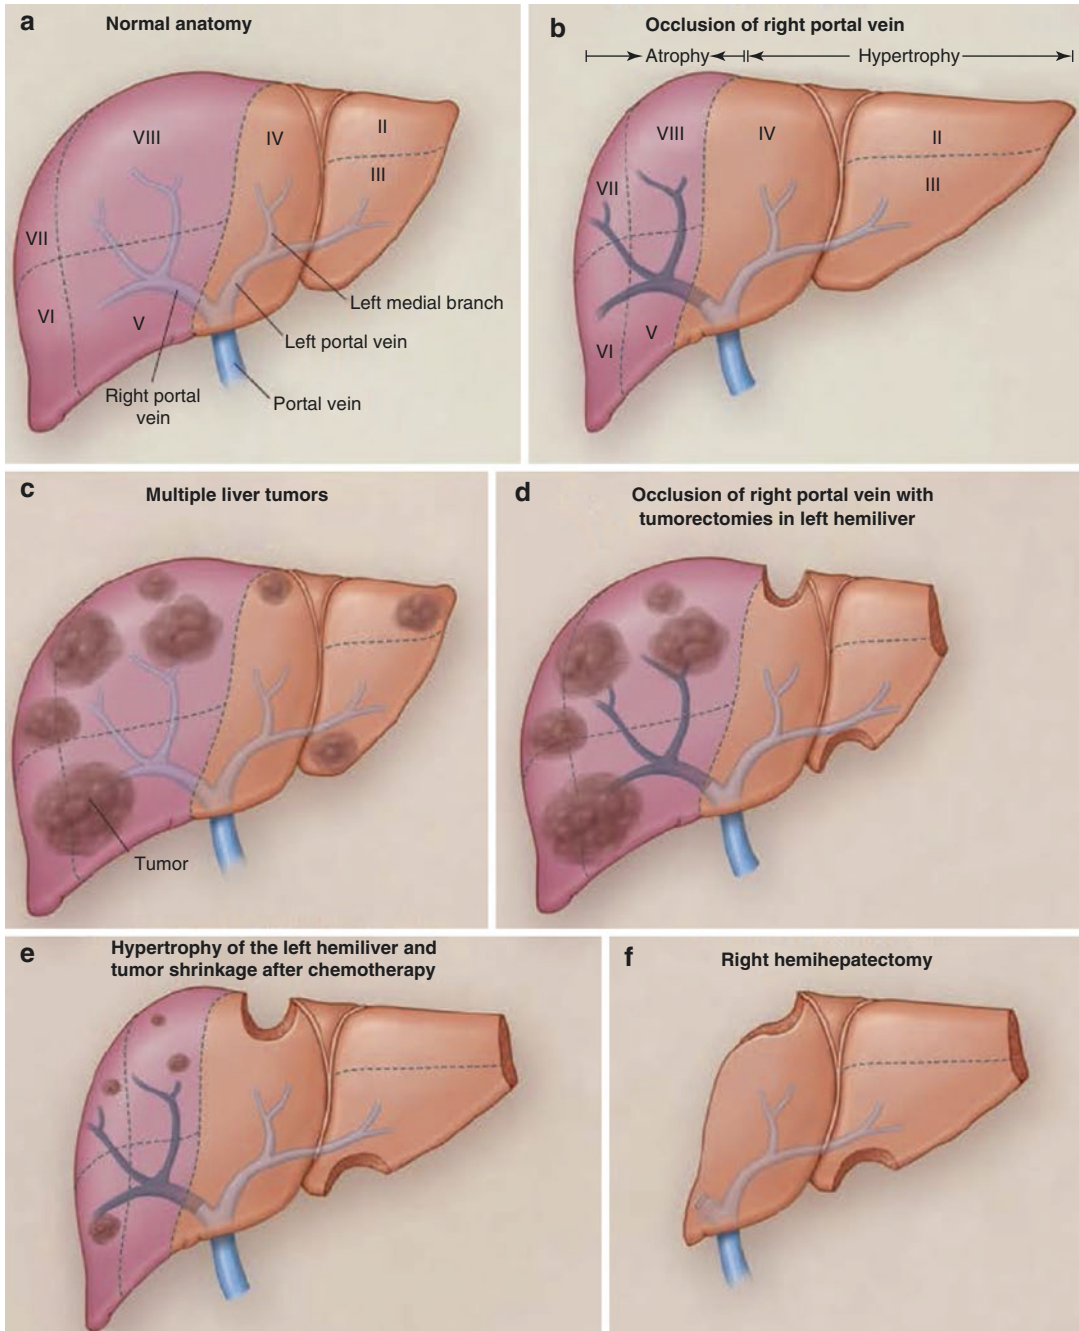 a
Normal anatomy
VIII
IV
II
III
VII
VI
V
Left medial branch
Left portal vein
Right portal
vein
Portal vein
b
Occlusion of right portal vein
Atrophy
Hypertrophy
VIII
IV
II
VII
III
V
VI
c
Multiple liver tumors
Tumor
d
Occlusion of right portal vein with
tumorectomies in left hemiliver
e
Hypertrophy of the left hemiliver and
tumor shrinkage after chemotherapy
f
Right hemihepatectomy